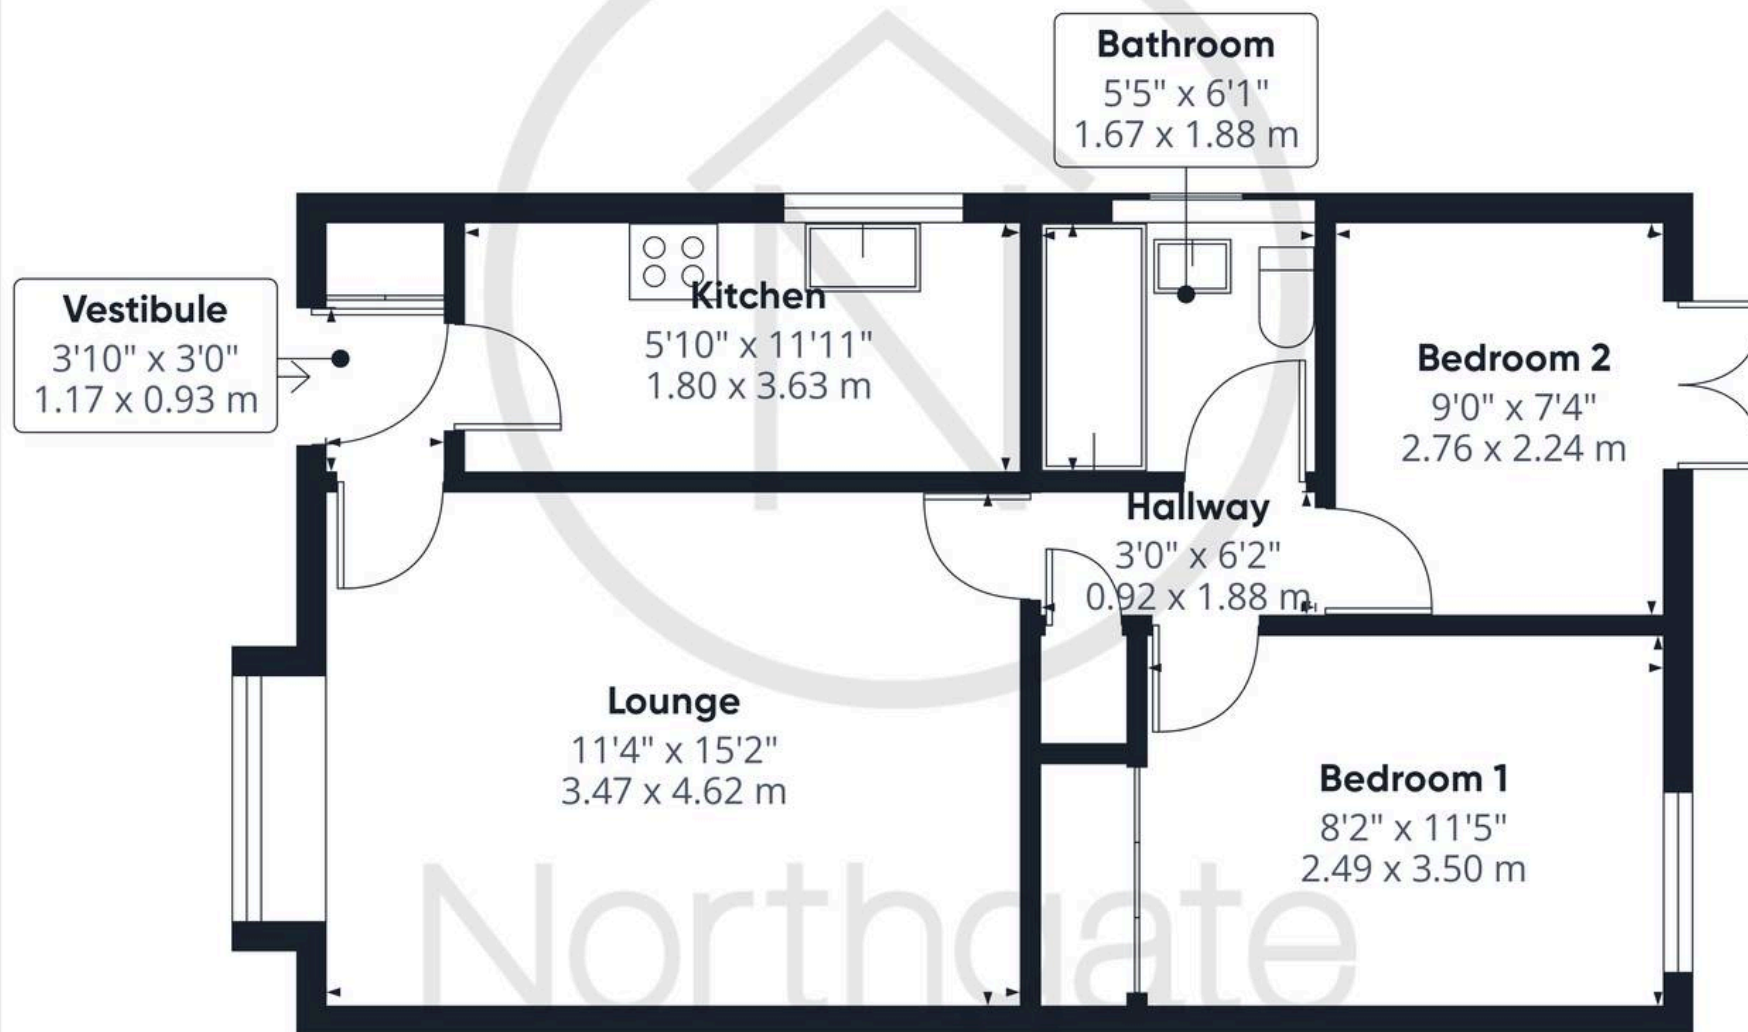 Bathroom
5'5" x 6'1"
1.67 x 1.88 m
Vestibule
3'10" x 3'0"
1.17 x 0.93 m
Kitchen
5'10" x 11'11"
1.80 x 3.63 m
Bedroom 2
9'0" x 7'4"
2.76 x 2.24 m
Hallway
3'0" x 6'2"
0.92 x 1.88 m
Lounge
11'4" x 15'2"
3.47 x 4.62 m
Bedroom 1
8'2" x 11'5"
2.49 x 3.50 m
N
Northgate